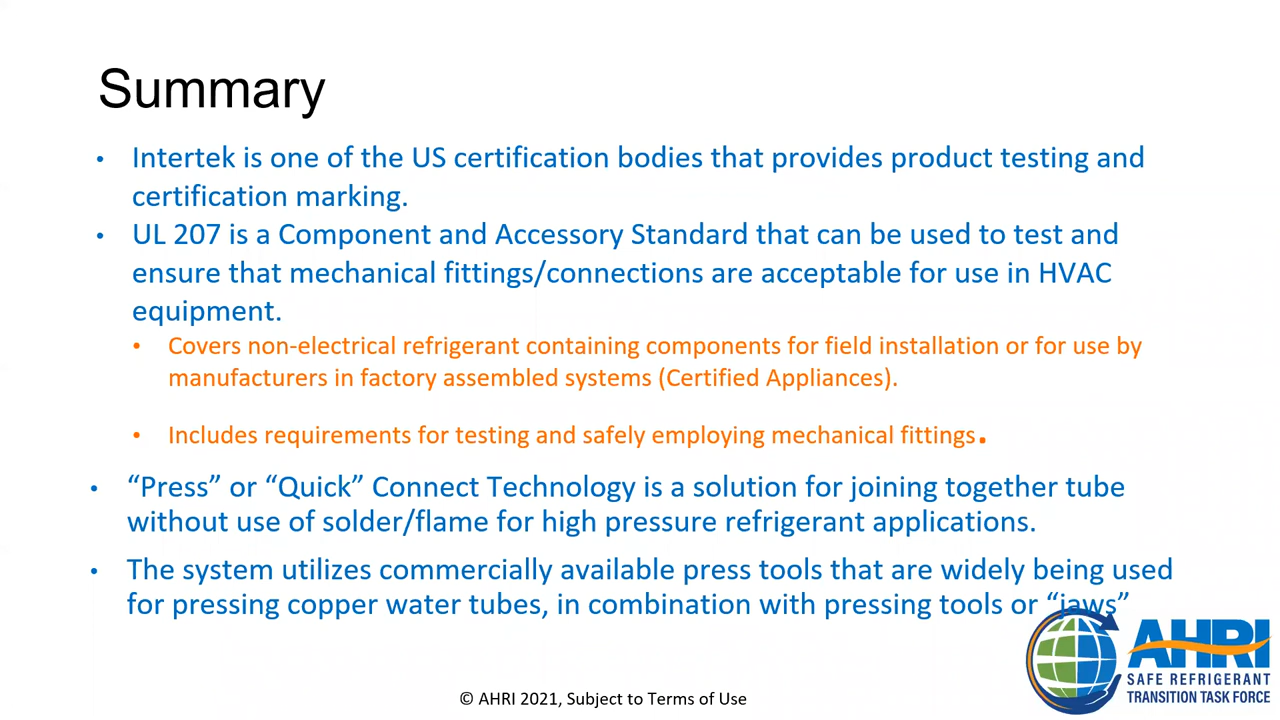 Summary
• Intertek is one of the US certification bodies that provides product testing and
certification marking.
• UL 207 is a Component and Accessory Standard that can be used to test and
ensure that mechanical fittings/connections are acceptable for use in HVAC
equipment.
• Covers non-electrical refrigerant containing components for field installation or for use by
manufacturers in factory assembled systems (Certified Appliances).
• Includes requirements for testing and safely employing mechanical fittings.
• “Press” or “Quick” Connect Technology is a solution for joining together tube
without use of solder/flame for high pressure refrigerant applications.
• The system utilizes commercially available press tools that are widely being used
for pressing copper water tubes, in combination with pressing tools or “jaws”
AHRI
SAFE REFRIGERANT
TRANSITION TASK FORCE
© AHRI 2021, Subject to Terms of Use